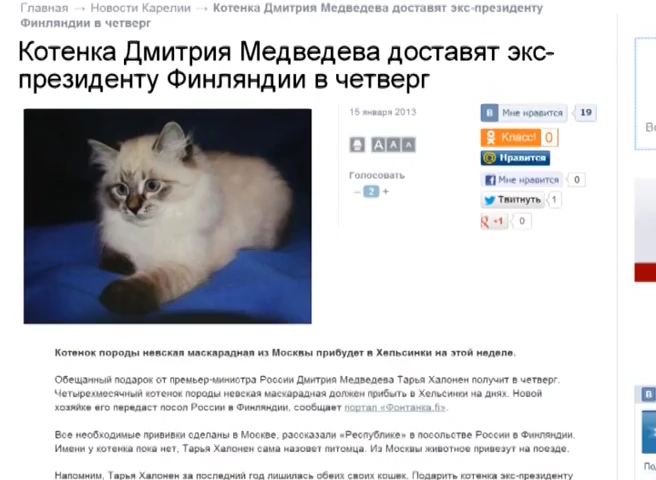 Главная → Новости Карелии → Котенка Дмитрия Медведева доставят экс-президенту
Финляндии в четверг
Котенка Дмитрия Медведева доставят экс-
президенту Финляндии в четверг
15 января 2013
А А А
Голосовать
– 2 +
В Мне нравится 19
Класс! 0
@ Нравится
f Мне нравится 0
Твитнуть 1
g +1 0
Котенок породы невская маскарадная из Москвы прибудет в Хельсинки на этой неделе.
Обещанный подарок от премьер-министра России Дмитрия Медведева Тарья Халонен получит в четверг.
Четырехмесячный котенок породы невская маскарадная должен прибыть в Хельсинки на днях. Новой
хозяйке его передаст посол России в Финляндии, сообщает портал «Фонтанка.fi».
Все необходимые прививки сделаны в Москве, рассказали «Республике» в посольстве России в Финляндии.
Имени у котенка пока нет, Тарья Халонен сама назовет питомца. Из Москвы животное привезут на поезде.
Напомним, Тарья Халонен за последний год лишилась обеих своих кошек. Подарить котенка экс-президенту
В